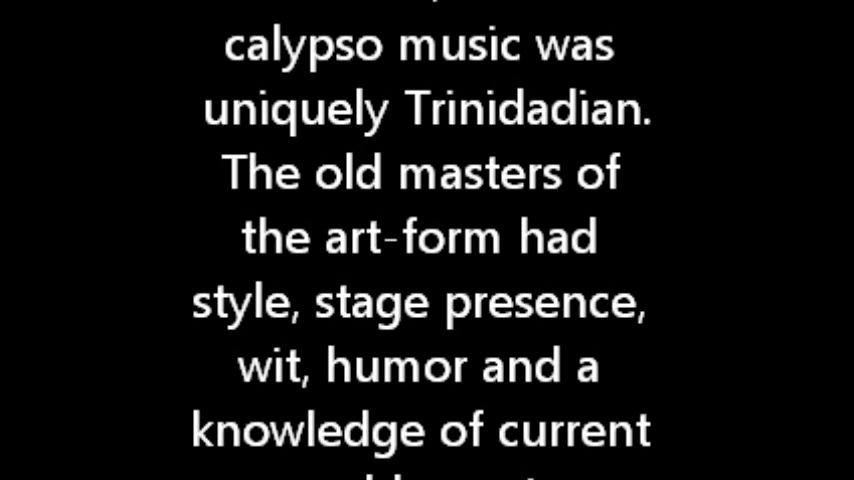 calypso music was
uniquely Trinidadian.
The old masters of
the art-form had
style, stage presence,
wit, humor and a
knowledge of current